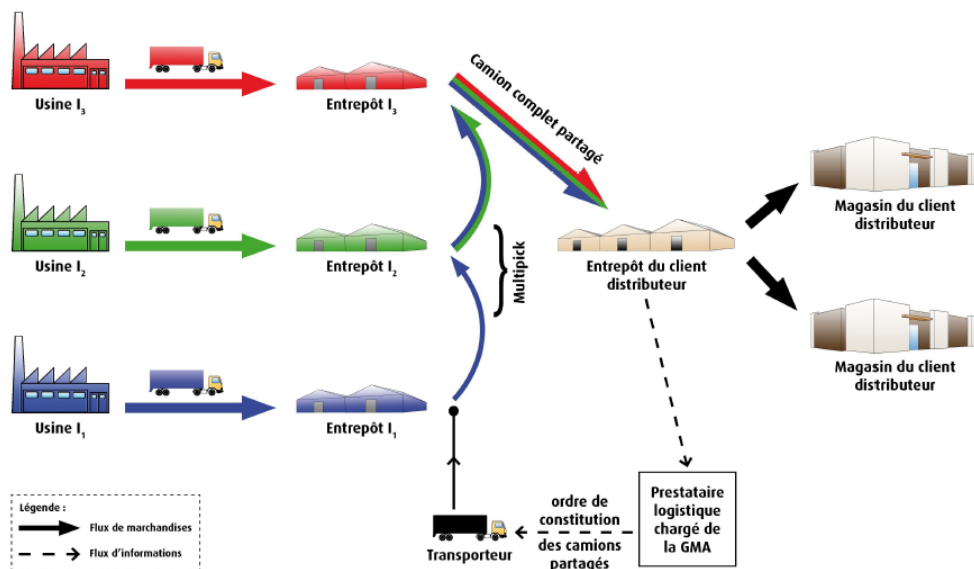 Usine I₃
Entrepôt I₃
Camion complet partagé
Magasin du client
distributeur
Usine I₂
Entrepôt I₂
Multipick
Entrepôt du client
distributeur
Magasin du client
distributeur
Usine I₁
Entrepôt I₁
Légende :
Flux de marchandises
Flux d'informations
Transporteur
ordre de
constitution
des camions
partagés
Prestataire
logistique
chargé de
la GMA